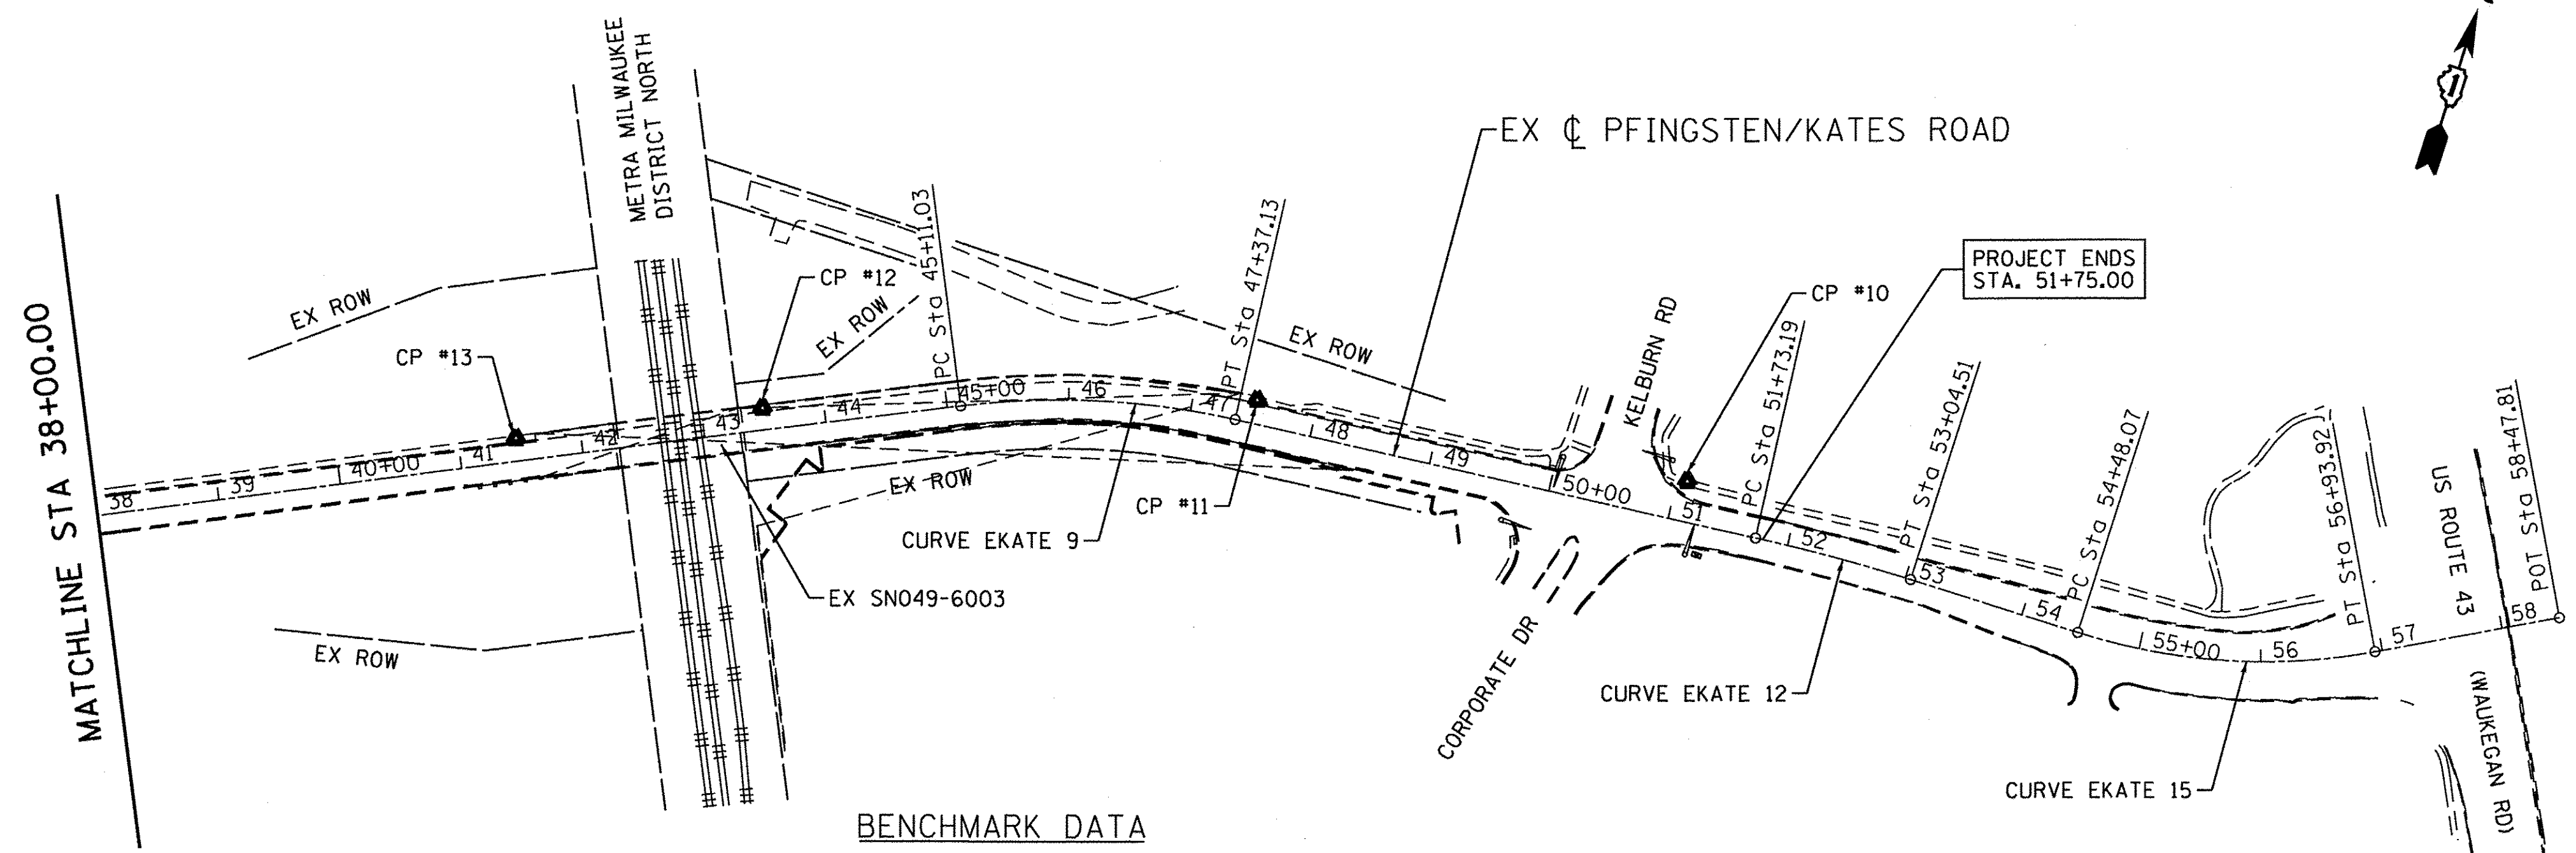 MATCHLINE STA 38+00.00
METRA MILWAUKEE
DISTRICT NORTH
EX ROW
CP #13
CP #12
EX ROW
PC Sta 45+11.03
PT Sta 47+37.13
EX ℄ PFINGSTEN/KATES ROAD
EX ROW
KELBURN RD
CP #10
PROJECT ENDS
STA. 51+75.00
PC Sta 51+73.19
PT Sta 53+04.51
PC Sta 54+48.07
PT Sta 56+93.92
US ROUTE 43
(WAUKEGAN RD)
POT Sta 58+47.81
38
39
40+00
41
42
43
44
45+00
46
47
48
49
50+00
51
52
53
54
55+00
56
57
58
EX ROW
CP #11
CURVE EKATE 9
EX SN049-6003
EX ROW
CORPORATE DR
CURVE EKATE 12
CURVE EKATE 15
BENCHMARK DATA
1